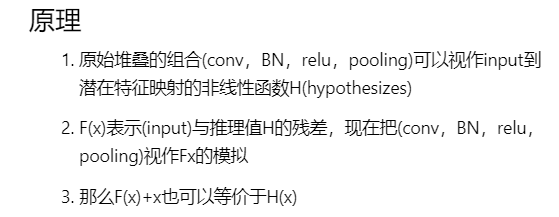 原理
1. 原始堆叠的组合(conv，BN，relu，pooling)可以视作input到
潜在特征映射的非线性函数H(hypothesizes)
2. F(x)表示(input)与推理值H的残差，现在把(conv，BN，relu，
pooling)视作Fx的模拟
3. 那么F(x)+x也可以等价于H(x)